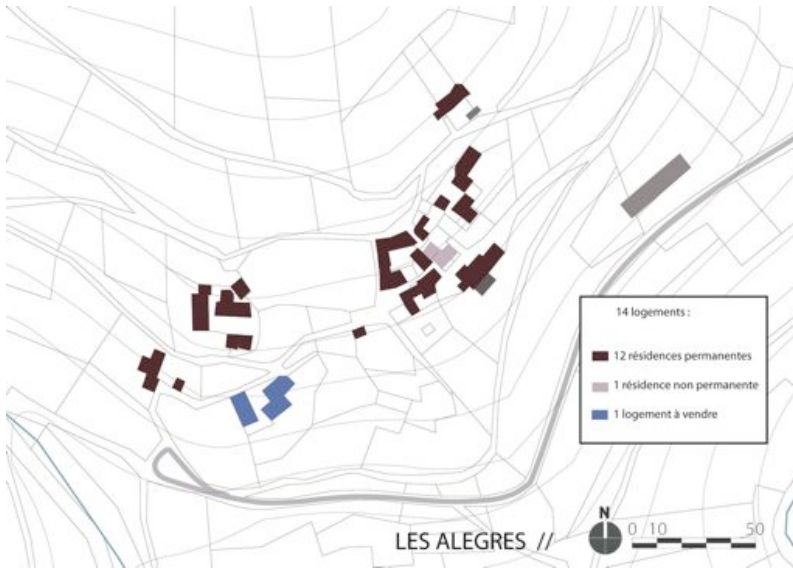 14 logements :
12 résidences permanentes
1 résidence non permanente
1 logement à vendre
LES ALEGRES //
N
0 10 50